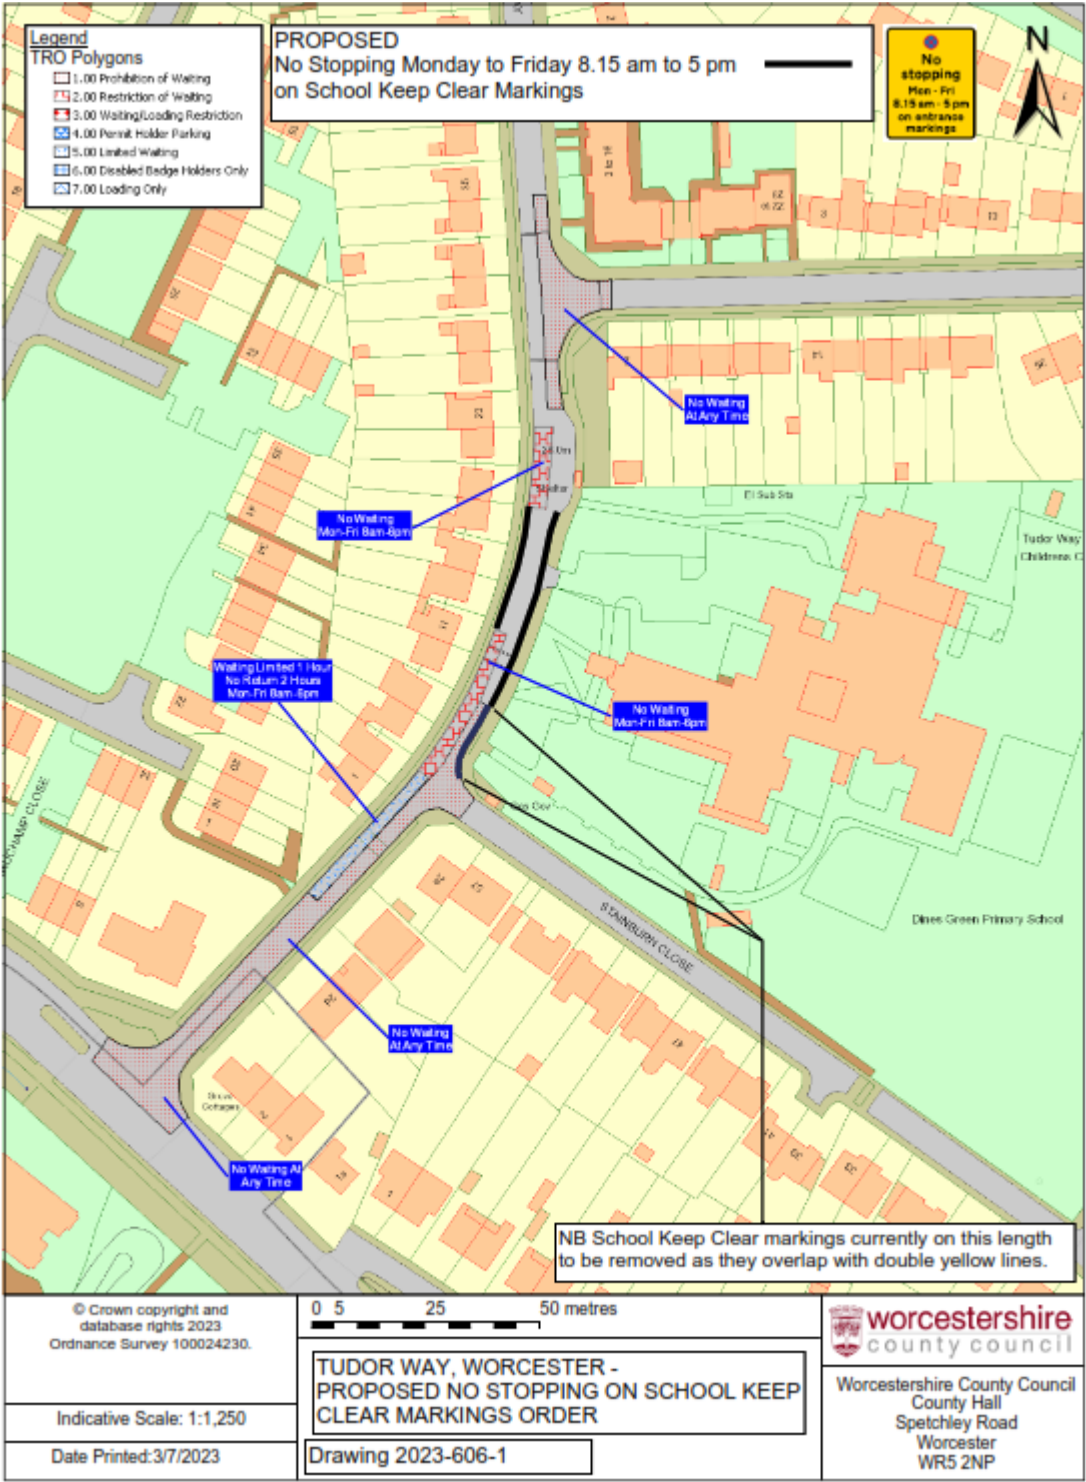 Legend
TRO Polygons
1.00 Prohibition of Waiting
2.00 Restriction of Waiting
3.00 Waiting/Loading Restriction
4.00 Permit Holder Parking
5.00 Limited Waiting
6.00 Disabled Badge Holders Only
7.00 Loading Only
PROPOSED
No Stopping Monday to Friday 8.15 am to 5 pm
on School Keep Clear Markings
No
stopping
Mon - Fri
8.15 am - 5 pm
on entrance
markings
N
No Waiting
At Any Time
El Sub Sta
No Waiting
Mon-Fri 8am-6pm
Shelter
Tudor Way
Childrens C
Waiting Limited 1 Hour
No Return 2 Hours
Mon-Fri 8am-6pm
No Waiting
Mon-Fri 8am-6pm
STAINBURN CLOSE
Dines Green Primary School
No Waiting
At Any Time
Cottages
No Waiting At
Any Time
NB School Keep Clear markings currently on this length
to be removed as they overlap with double yellow lines.
© Crown copyright and
database rights 2023
Ordnance Survey 100024230.
0 5 25 50 metres
TUDOR WAY, WORCESTER -
PROPOSED NO STOPPING ON SCHOOL KEEP
CLEAR MARKINGS ORDER
Indicative Scale: 1:1,250
Date Printed:3/7/2023
Drawing 2023-606-1
worcestershire
county council
Worcestershire County Council
County Hall
Spetchley Road
Worcester
WR5 2NP